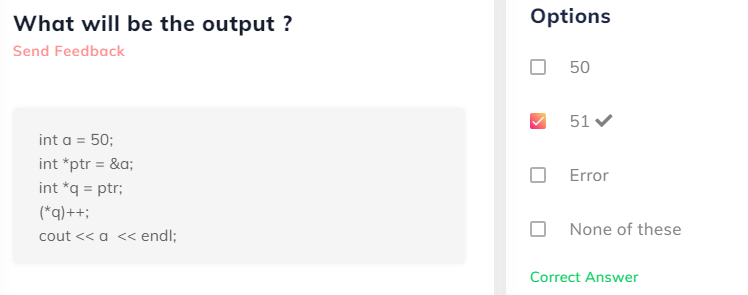 What will be the output ?
Send Feedback
int a = 50;
int *ptr = &a;
int *q = ptr;
(*q)++;
cout << a  << endl;
Options
50
51
Error
None of these
Correct Answer